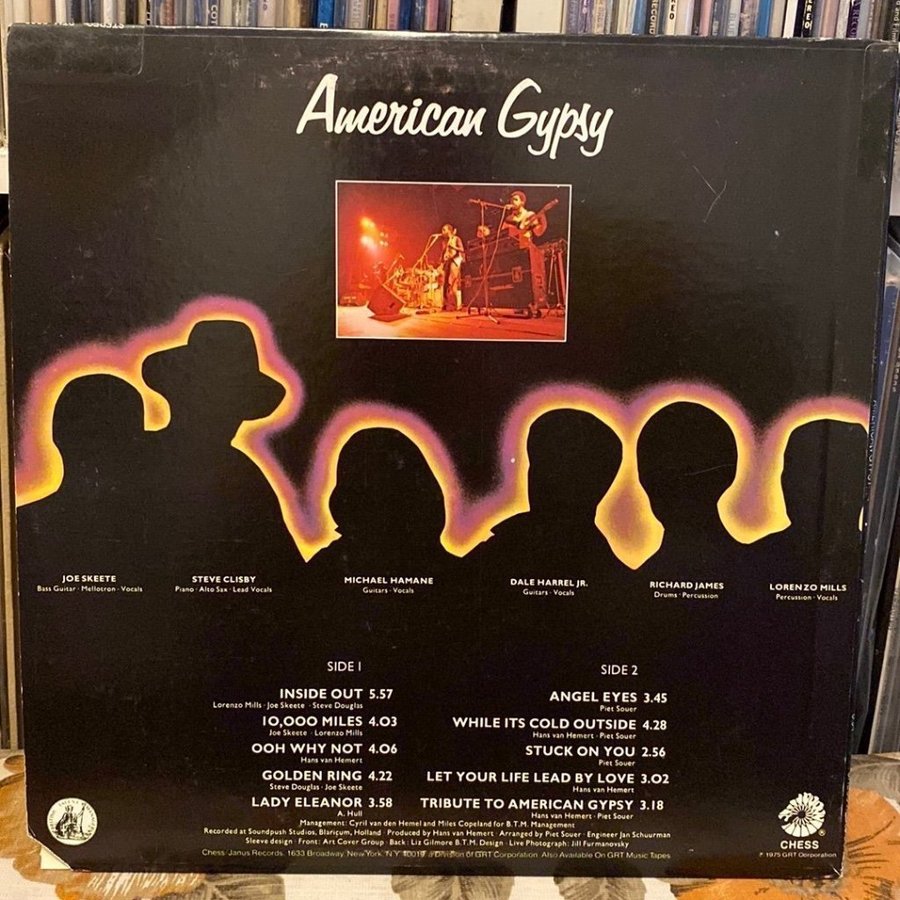 American Gypsy
JOE SKEETE
Bass Guitar · Mellotron · Vocals
STEVE CLISBY
Piano · Alto Sax · Lead Vocals
MICHAEL HAMANE
Guitars · Vocals
DALE HARREL JR.
Guitars · Vocals
RICHARD JAMES
Drums · Percussion
LORENZO MILLS
Percussion · Vocals
SIDE 1
INSIDE OUT 5.57
Lorenzo Mills · Joe Skeete · Steve Douglas
10,000 MILES 4.03
Joe Skeete · Lorenzo Mills
OOH WHY NOT 4.06
Hans van Hemert
GOLDEN RING 4.22
Steve Douglas · Joe Skeete
LADY ELEANOR 3.58
A. Hull
SIDE 2
ANGEL EYES 3.45
Piet Souer
WHILE ITS COLD OUTSIDE 4.28
Hans van Hemert · Piet Souer
STUCK ON YOU 2.56
Piet Souer
LET YOUR LIFE LEAD BY LOVE 3.02
Hans van Hemert
TRIBUTE TO AMERICAN GYPSY 3.18
Hans van Hemert · Piet Souer
Management: Cyril van den Hemel and Miles Copeland for B.T.M. Management
Recorded at Soundpush Studios, Blaricum, Holland · Produced by Hans van Hemert · Arranged by Piet Souer · Engineer Jan Schuurman
Sleeve design · Front: Art Cover Group · Back: Liz Gilmore B.T.M. Design · Live Photograph: Jill Furmanovsky
Chess/Janus Records, 1633 Broadway, New York, N.Y. 10019 a Division of GRT Corporation. Also Available On GRT Music Tapes
CHESS
℗ 1975 GRT Corporation